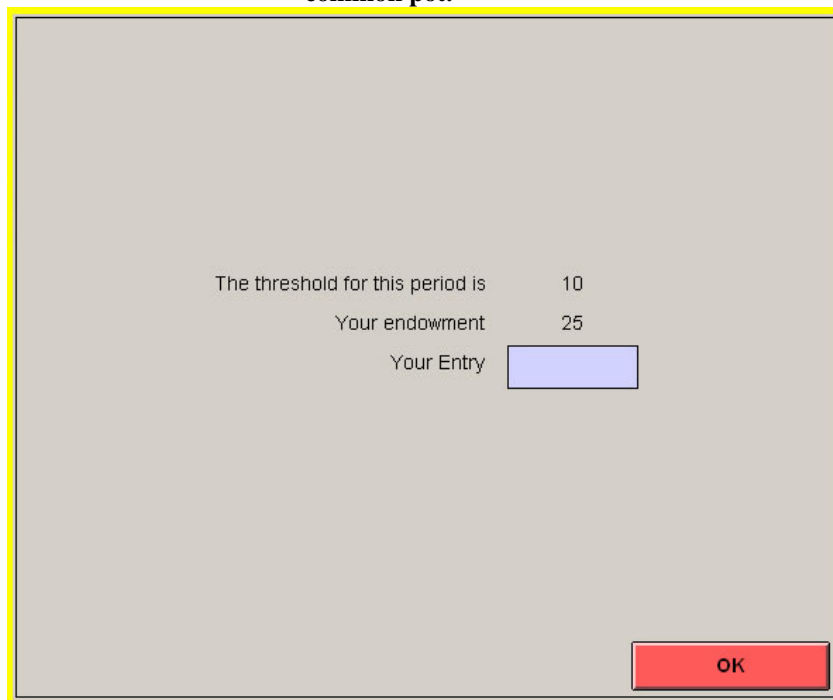 common pot.
The threshold for this period is 10
Your endowment 25
Your Entry
OK